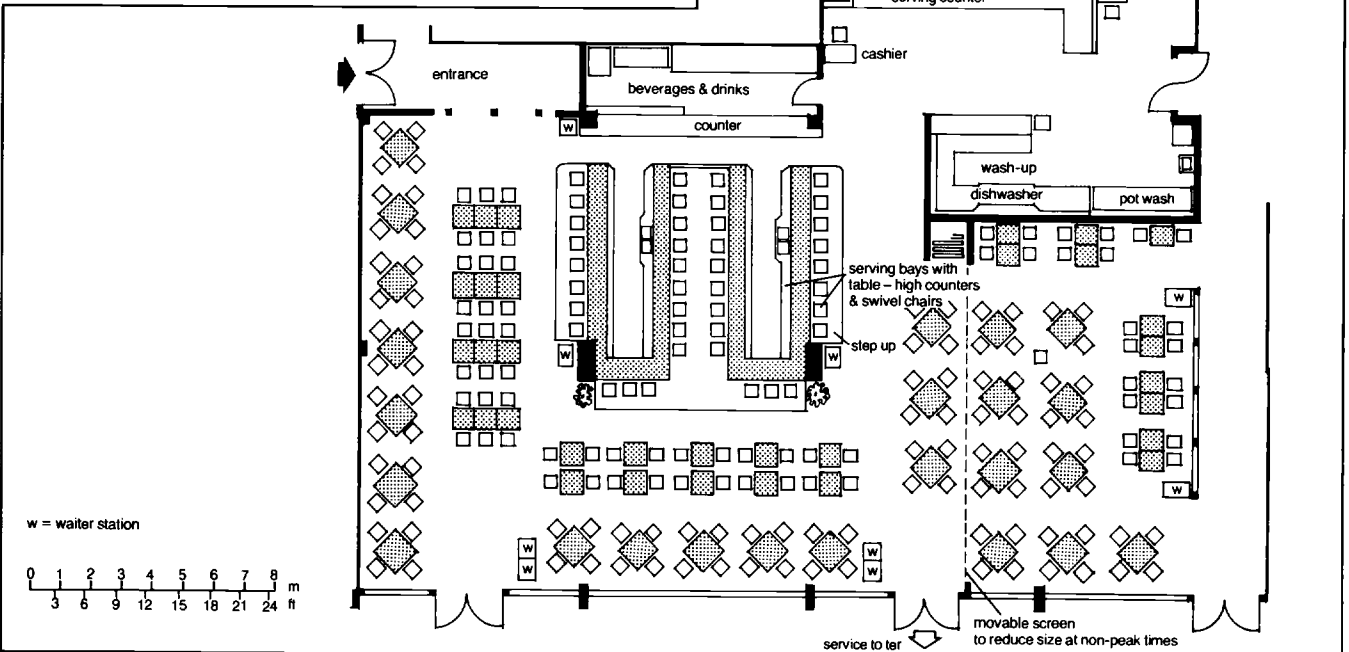 serving counter
cashier
entrance
beverages & drinks
w
counter
wash-up
dishwasher
pot wash
serving bays with
table – high counters
& swivel chairs
w
step up
w
w
w
w = waiter station
w
w
w
w
0 1 2 3 4 5 6 7 8 m
3 6 9 12 15 18 21 24 ft
movable screen
to reduce size at non-peak times
service to ter